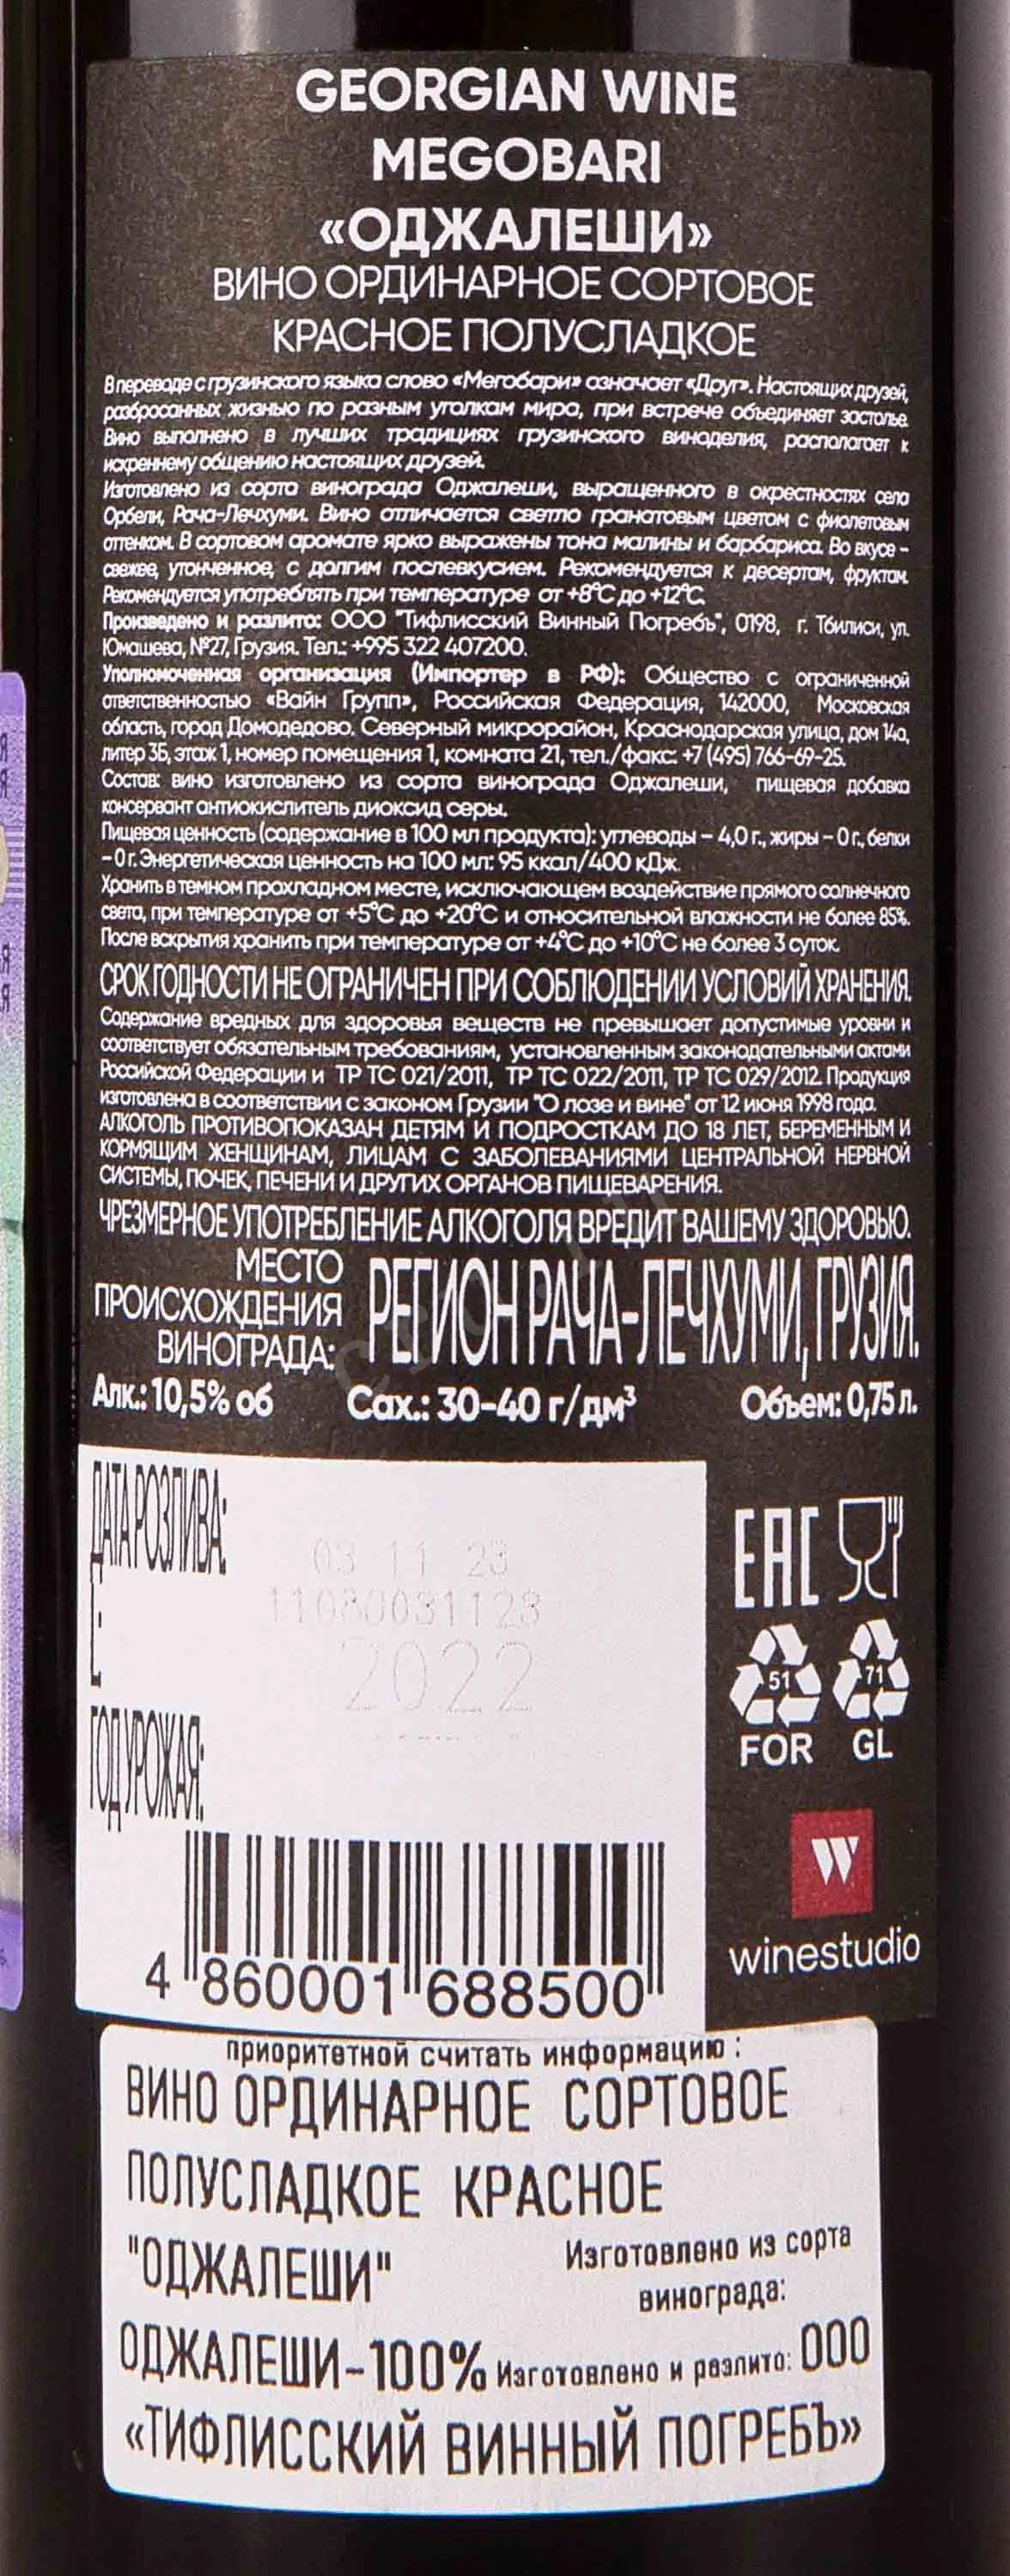 GEORGIAN WINE
MEGOBARI
«ОДЖАЛЕШИ»
ВИНО ОРДИНАРНОЕ СОРТОВОЕ
КРАСНОЕ ПОЛУСЛАДКОЕ
В переводе с грузинского языка слово «Мегобари» означает «Друг». Настоящих друзей,
разбросанных жизнью по разным уголкам мира, при встрече объединяет застолье.
Вино выполнено в лучших традициях грузинского виноделия, располагает к
искреннему общению настоящих друзей.
Изготовлено из сорта винограда Оджалеши, выращенного в окрестностях села
Орбели, Рача-Лечхуми. Вино отличается светло гранатовым цветом с фиолетовым
оттенком. В сортовом аромате ярко выражены тона малины и барбариса. Во вкусе –
свежее, утонченное, с долгим послевкусием. Рекомендуется к десертам, фруктам.
Рекомендуется употреблять при температуре от +8°С до +12°С.
Произведено и разлито: ООО "Тифлисский Винный Погребъ", 0198, г. Тбилиси, ул.
Юмашева, №27, Грузия. Тел.: +995 322 407200.
Уполномоченная организация (Импортер в РФ): Общество с ограниченной
ответственностью «Вайн Групп», Российская Федерация, 142000, Московская
область, город Домодедово, Северный микрорайон, Краснодарская улица, дом 14а,
литер 3Б, этаж 1, номер помещения 1, комната 21, тел./факс: +7 (495) 766-69-25.
Состав: вино изготовлено из сорта винограда Оджалеши, пищевая добавка
консервант антиокислитель диоксид серы.
Пищевая ценность (содержание в 100 мл продукта): углеводы – 4,0 г., жиры – 0 г., белки
– 0 г. Энергетическая ценность на 100 мл: 95 ккал/400 кДж.
Хранить в темном прохладном месте, исключающем воздействие прямого солнечного
света, при температуре от +5°С до +20°С и относительной влажности не более 85%.
После вскрытия хранить при температуре от +4°С до +10°С не более 3 суток.
СРОК ГОДНОСТИ НЕ ОГРАНИЧЕН ПРИ СОБЛЮДЕНИИ УСЛОВИЙ ХРАНЕНИЯ.
Содержание вредных для здоровья веществ не превышает допустимые уровни и
соответствует обязательным требованиям, установленным законодательными актами
Российской Федерации и ТР ТС 021/2011, ТР ТС 022/2011, ТР ТС 029/2012. Продукция
изготовлена в соответствии с законом Грузии "О лозе и вине" от 12 июня 1998 года.
АЛКОГОЛЬ ПРОТИВОПОКАЗАН ДЕТЯМ И ПОДРОСТКАМ ДО 18 ЛЕТ, БЕРЕМЕННЫМ И
КОРМЯЩИМ ЖЕНЩИНАМ, ЛИЦАМ С ЗАБОЛЕВАНИЯМИ ЦЕНТРАЛЬНОЙ НЕРВНОЙ
СИСТЕМЫ, ПОЧЕК, ПЕЧЕНИ И ДРУГИХ ОРГАНОВ ПИЩЕВАРЕНИЯ.
ЧРЕЗМЕРНОЕ УПОТРЕБЛЕНИЕ АЛКОГОЛЯ ВРЕДИТ ВАШЕМУ ЗДОРОВЬЮ.
МЕСТО
ПРОИСХОЖДЕНИЯ
ВИНОГРАДА:
РЕГИОН РАЧА-ЛЕЧХУМИ, ГРУЗИЯ.
Алк.: 10,5% об Сах.: 30-40 г/дм³ Объем: 0,75 л.
ДАТА РОЗЛИВА:
03 11 23
L:
110800311 23
2022
ГОД УРОЖАЯ:
EAC
51 71
FOR GL
W
winestudio
4 860001 688500
приоритетной считать информацию :
ВИНО ОРДИНАРНОЕ СОРТОВОЕ
ПОЛУСЛАДКОЕ КРАСНОЕ
"ОДЖАЛЕШИ" Изготовлено из сорта
винограда:
ОДЖАЛЕШИ-100% Изготовлено и разлито: ООО
«ТИФЛИССКИЙ ВИННЫЙ ПОГРЕБЪ»